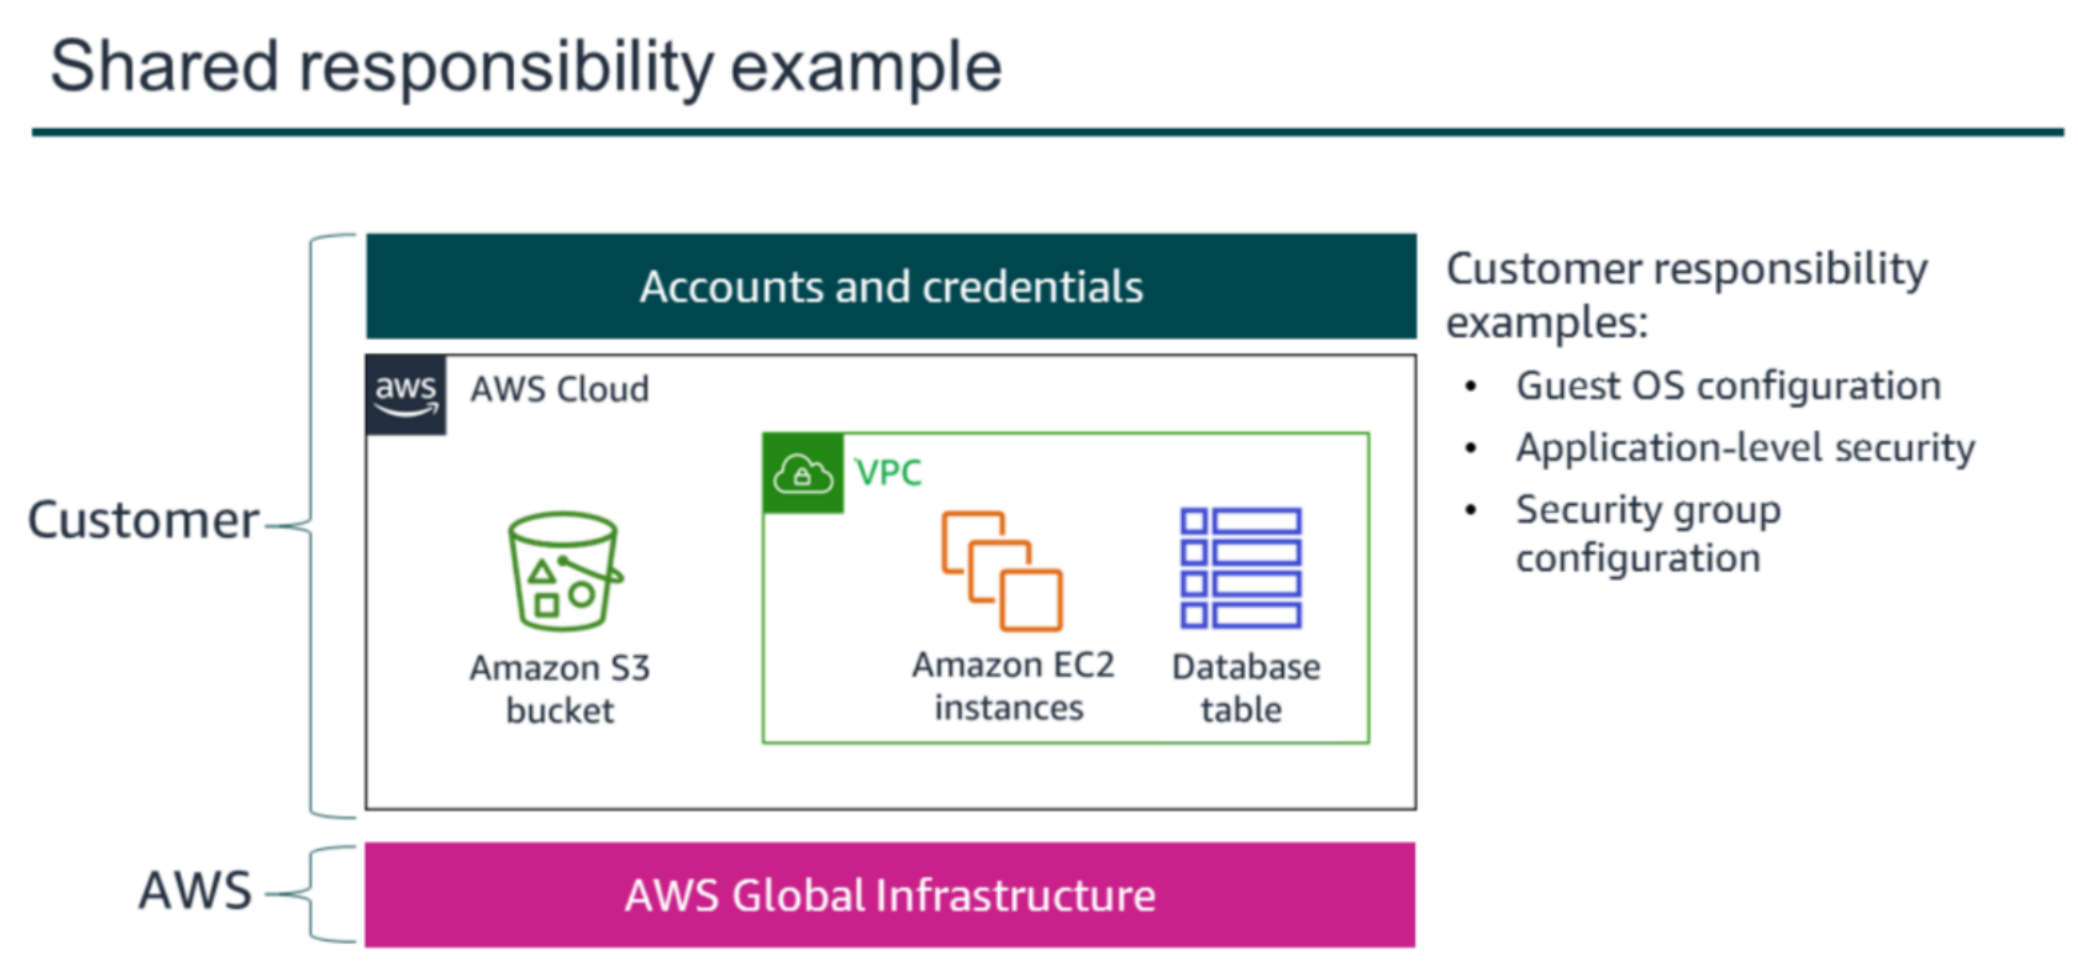 Shared responsibility example
Accounts and credentials
Customer responsibility
examples:
• Guest OS configuration
• Application-level security
• Security group
configuration
aws
AWS Cloud
VPC
Customer
Amazon S3
bucket
Amazon EC2
instances
Database
table
AWS
AWS Global Infrastructure